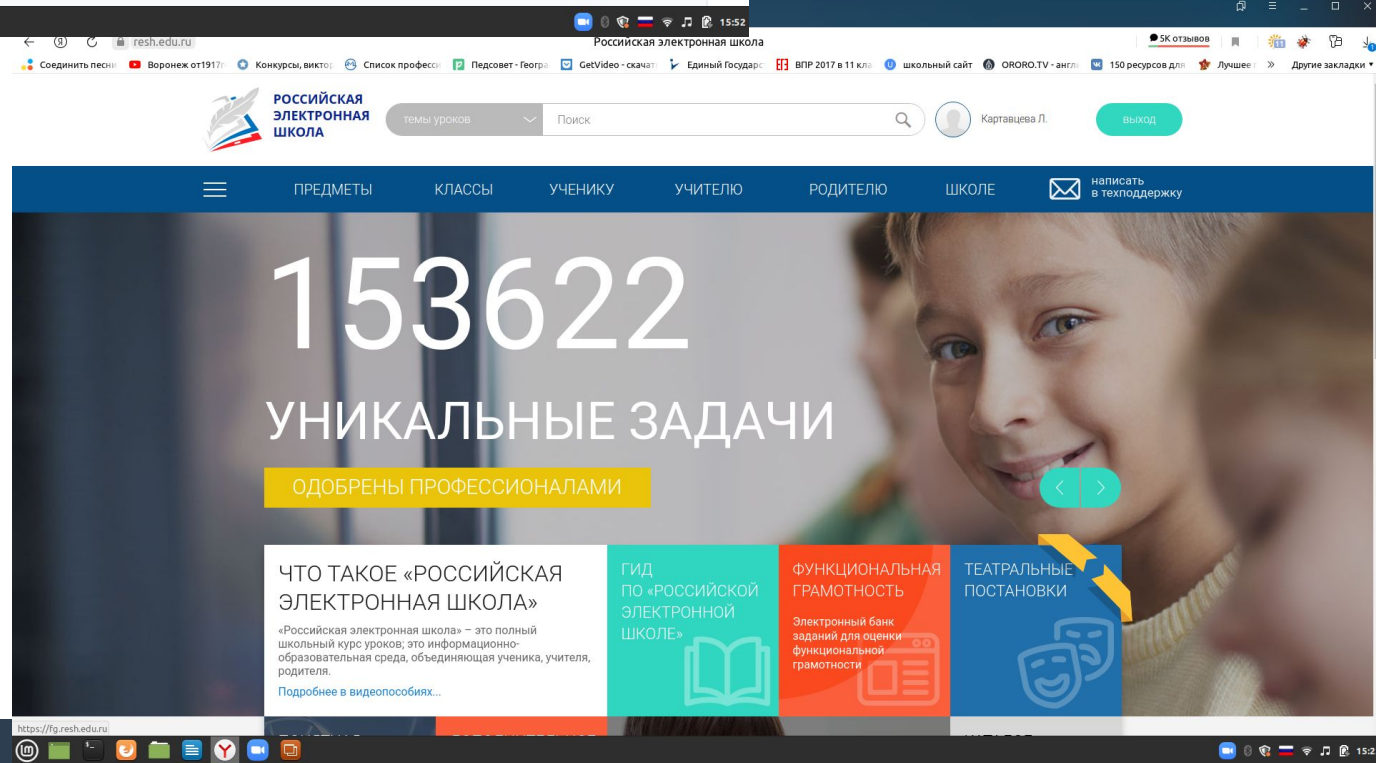 15:52
resh.edu.ru
Российская электронная школа
5K отзывов
Соединить песни
Воронеж от1917г
Конкурсы, виктор
Список професси
Педсовет - Геогра
GetVideo - скачат
Единый Государс
ВПР 2017 в 11 кла
школьный сайт
ORORO.TV - англи
150 ресурсов для
Лучшее
Другие закладки
РОССИЙСКАЯ
ЭЛЕКТРОННАЯ
ШКОЛА
темы уроков
Поиск
Картавцева Л.
выход
ПРЕДМЕТЫ
КЛАССЫ
УЧЕНИКУ
УЧИТЕЛЮ
РОДИТЕЛЮ
ШКОЛЕ
написать
в техподдержку
153622
УНИКАЛЬНЫЕ ЗАДАЧИ
ОДОБРЕНЫ ПРОФЕССИОНАЛАМИ
ЧТО ТАКОЕ «РОССИЙСКАЯ
ЭЛЕКТРОННАЯ ШКОЛА»
«Российская электронная школа» – это полный
школьный курс уроков; это информационно-
образовательная среда, объединяющая ученика, учителя,
родителя.
Подробнее в видеопособиях...
ГИД
ПО «РОССИЙСКОЙ
ЭЛЕКТРОННОЙ
ШКОЛЕ»
ФУНКЦИОНАЛЬНАЯ
ГРАМОТНОСТЬ
Электронный банк
заданий для оценки
функциональной
грамотности
ТЕАТРАЛЬНЫЕ
ПОСТАНОВКИ
https://fg.resh.edu.ru
15:2